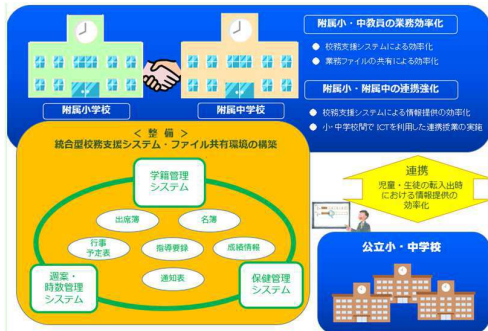 附属小・中教員の業務効率化
● 校務支援システムによる効率化
● 業務ファイルの共有による効率化
附属小・附属中の連携強化
● 校務支援システムによる情報提供の効率化
● 小・中学校間でICTを利用した連携授業の実施
附属小学校
附属中学校
＜ 整 備 ＞
統合型校務支援システム・ファイル共有環境の構築
学籍管理
システム
出席簿
名簿
行事
予定表
指導要録
成績情報
通知表
週案・
時数管理
システム
保健管理
システム
連携
児童・生徒の転入出時
における情報提供の
効率化
公立小・中学校